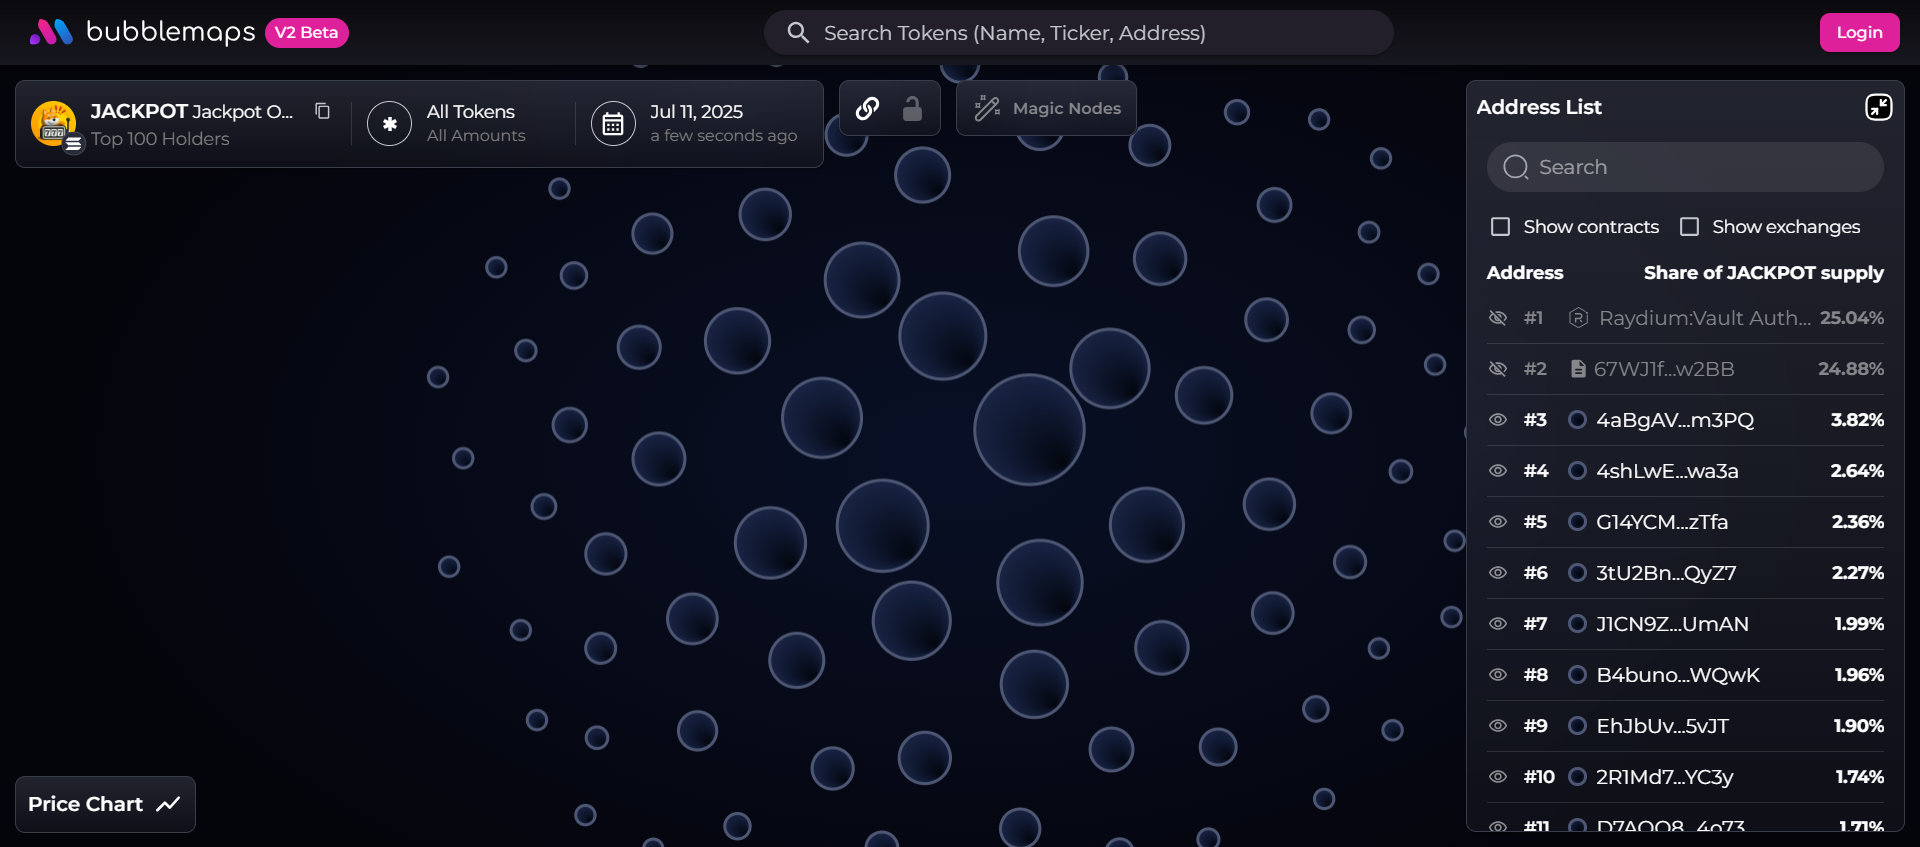 bubblemaps V2 Beta
Search Tokens (Name, Ticker, Address)
Login
JACKPOT Jackpot O...
Top 100 Holders
All Tokens
All Amounts
Jul 11, 2025
a few seconds ago
Magic Nodes
Address List
Search
Show contracts Show exchanges
Address Share of JACKPOT supply
#1 Raydium:Vault Auth... 25.04%
#2 67WJ1f...w2BB 24.88%
#3 4aBgAV...m3PQ 3.82%
#4 4shLwE...wa3a 2.64%
#5 G14YCM...zTfa 2.36%
#6 3tU2Bn...QyZ7 2.27%
#7 J1CN9Z...UmAN 1.99%
#8 B4buno...WQwK 1.96%
#9 EhJbUv...5vJT 1.90%
#10 2R1Md7...YC3y 1.74%
#11 1.71%
Price Chart